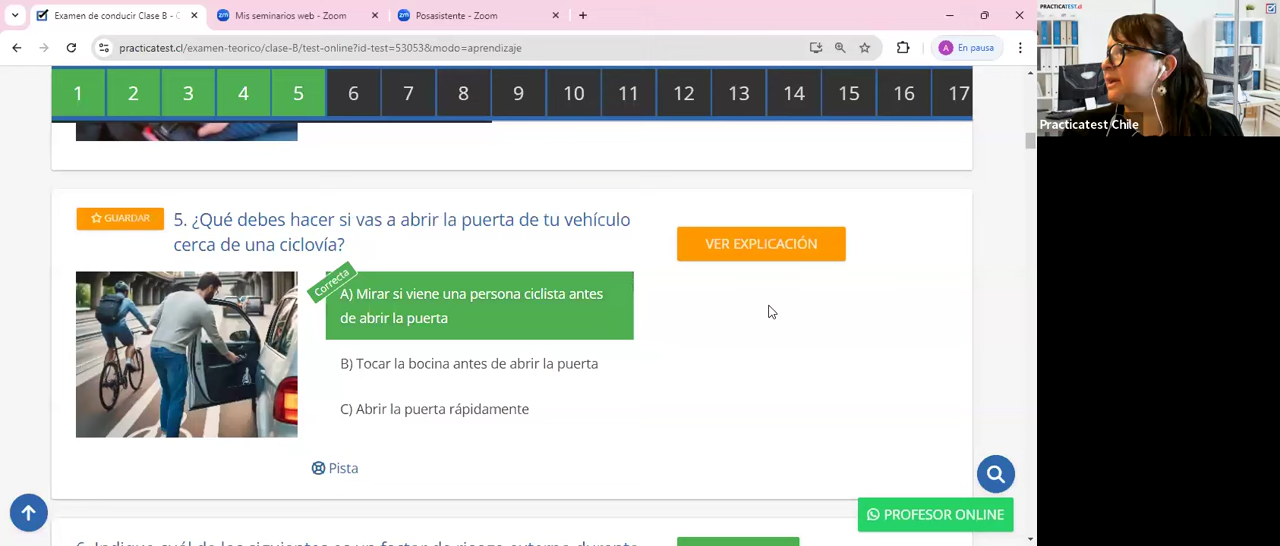 Examen de conducir Clase B - C
Mis seminarios web - Zoom
Posasistente - Zoom
practicatest.cl/examen-teorico/clase-B/test-online?id-test=53053&modo=aprendizaje
A En pausa
PRACTICATEST.cl
Practicatest Chile
1 2 3 4 5 6 7 8 9 10 11 12 13 14 15 16 17
GUARDAR
5. ¿Qué debes hacer si vas a abrir la puerta de tu vehículo
cerca de una ciclovía?
VER EXPLICACIÓN
Correcta
A) Mirar si viene una persona ciclista antes
de abrir la puerta
B) Tocar la bocina antes de abrir la puerta
C) Abrir la puerta rápidamente
Pista
PROFESOR ONLINE